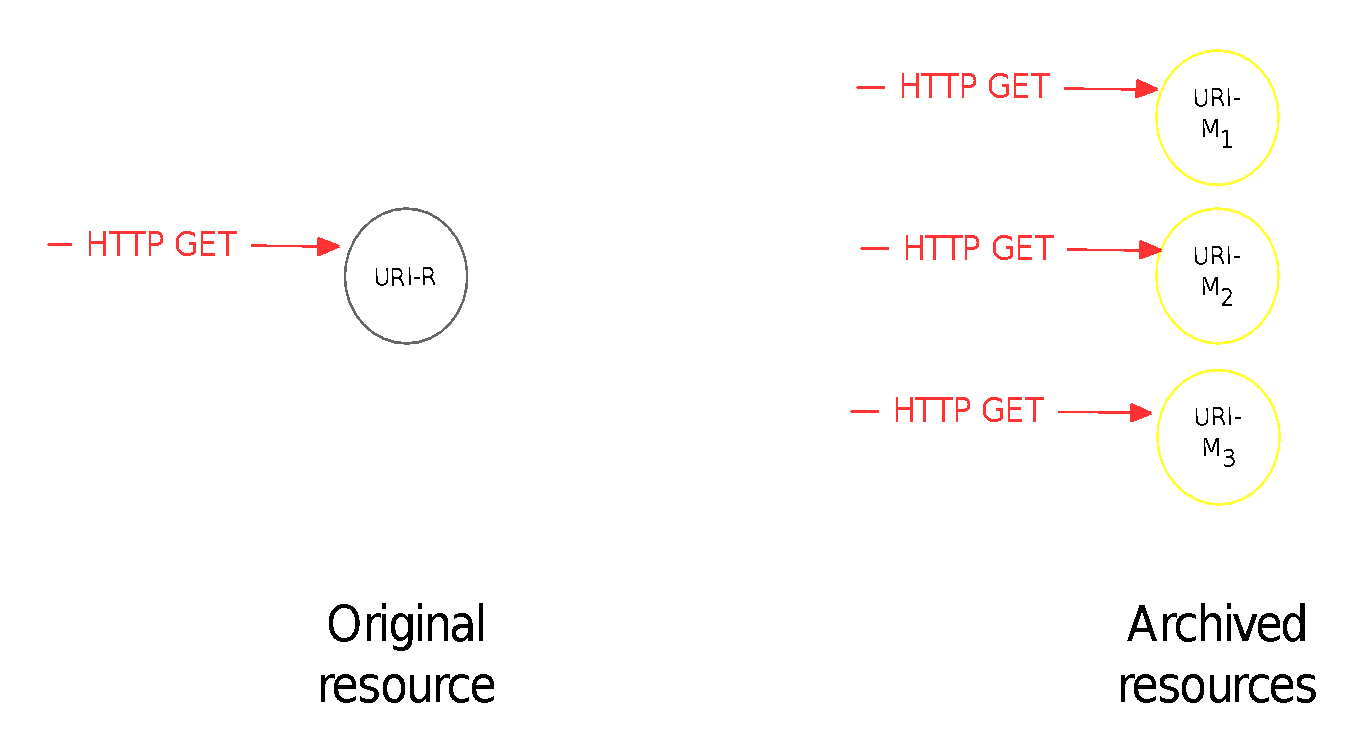 — HTTP GET
URI-R
Original
resource
— HTTP GET
URI-
M1
— HTTP GET
URI-
M2
— HTTP GET
URI-
M3
Archived
resources